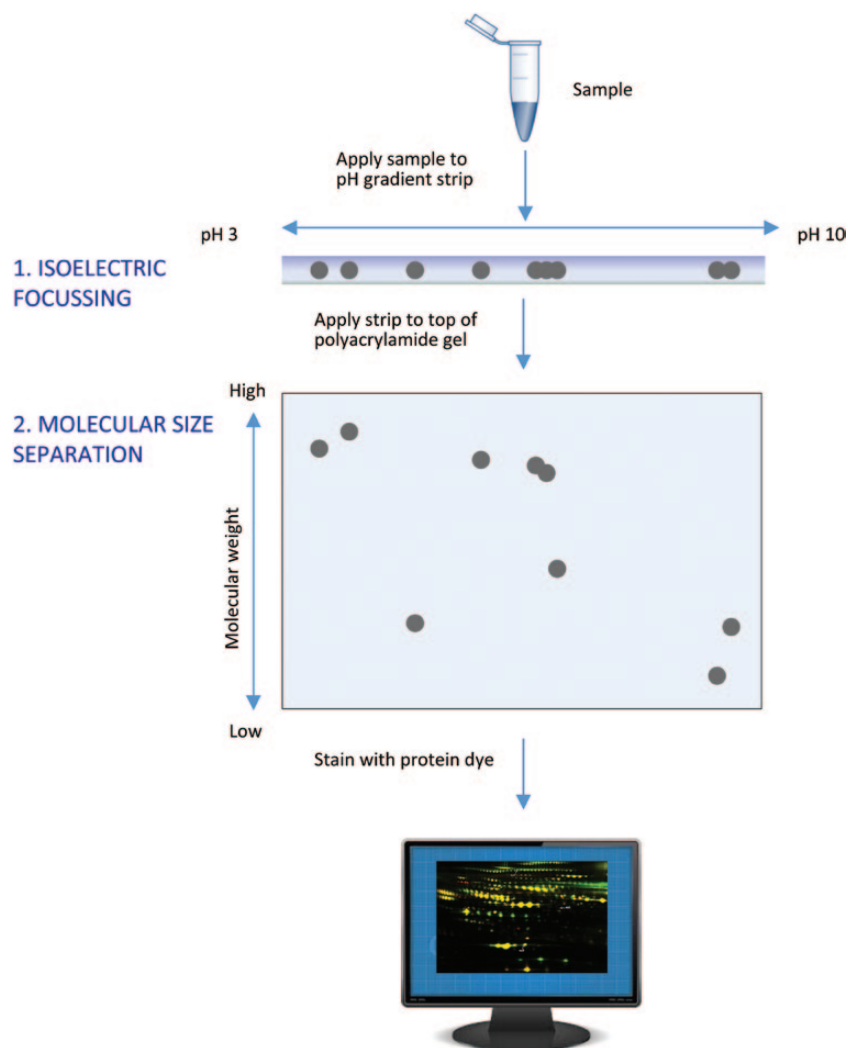 Sample
Apply sample to
pH gradient strip
pH 3
pH 10
1. ISOELECTRIC
FOCUSSING
Apply strip to top of
polyacrylamide gel
High
2. MOLECULAR SIZE
SEPARATION
Molecular weight
Low
Stain with protein dye